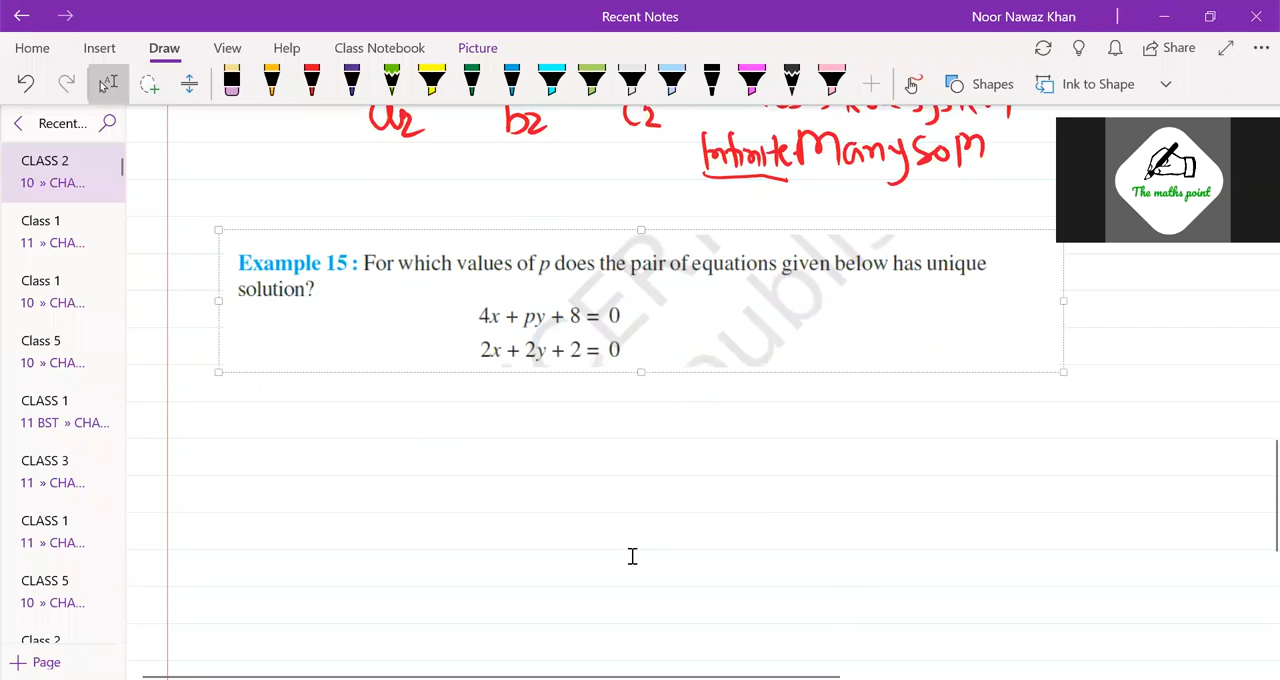 Recent Notes
Noor Nawaz Khan
Home Insert Draw View Help Class Notebook Picture
Share
Shapes
Ink to Share
Recent...
CLASS 2
10 » CHA...
Class 1
11 » CHA...
Class 1
10 » CHA...
Class 5
10 » CHA...
CLASS 1
11 BST » CHA...
CLASS 3
11 » CHA...
CLASS 1
11 » CHA...
CLASS 5
10 » CHA...
Class 2
Page
a2 b2 c2
Infinite Many soln
The maths point
Example 15 : For which values of p does the pair of equations given below has unique
solution?
4x + py + 8 = 0
2x + 2y + 2 = 0